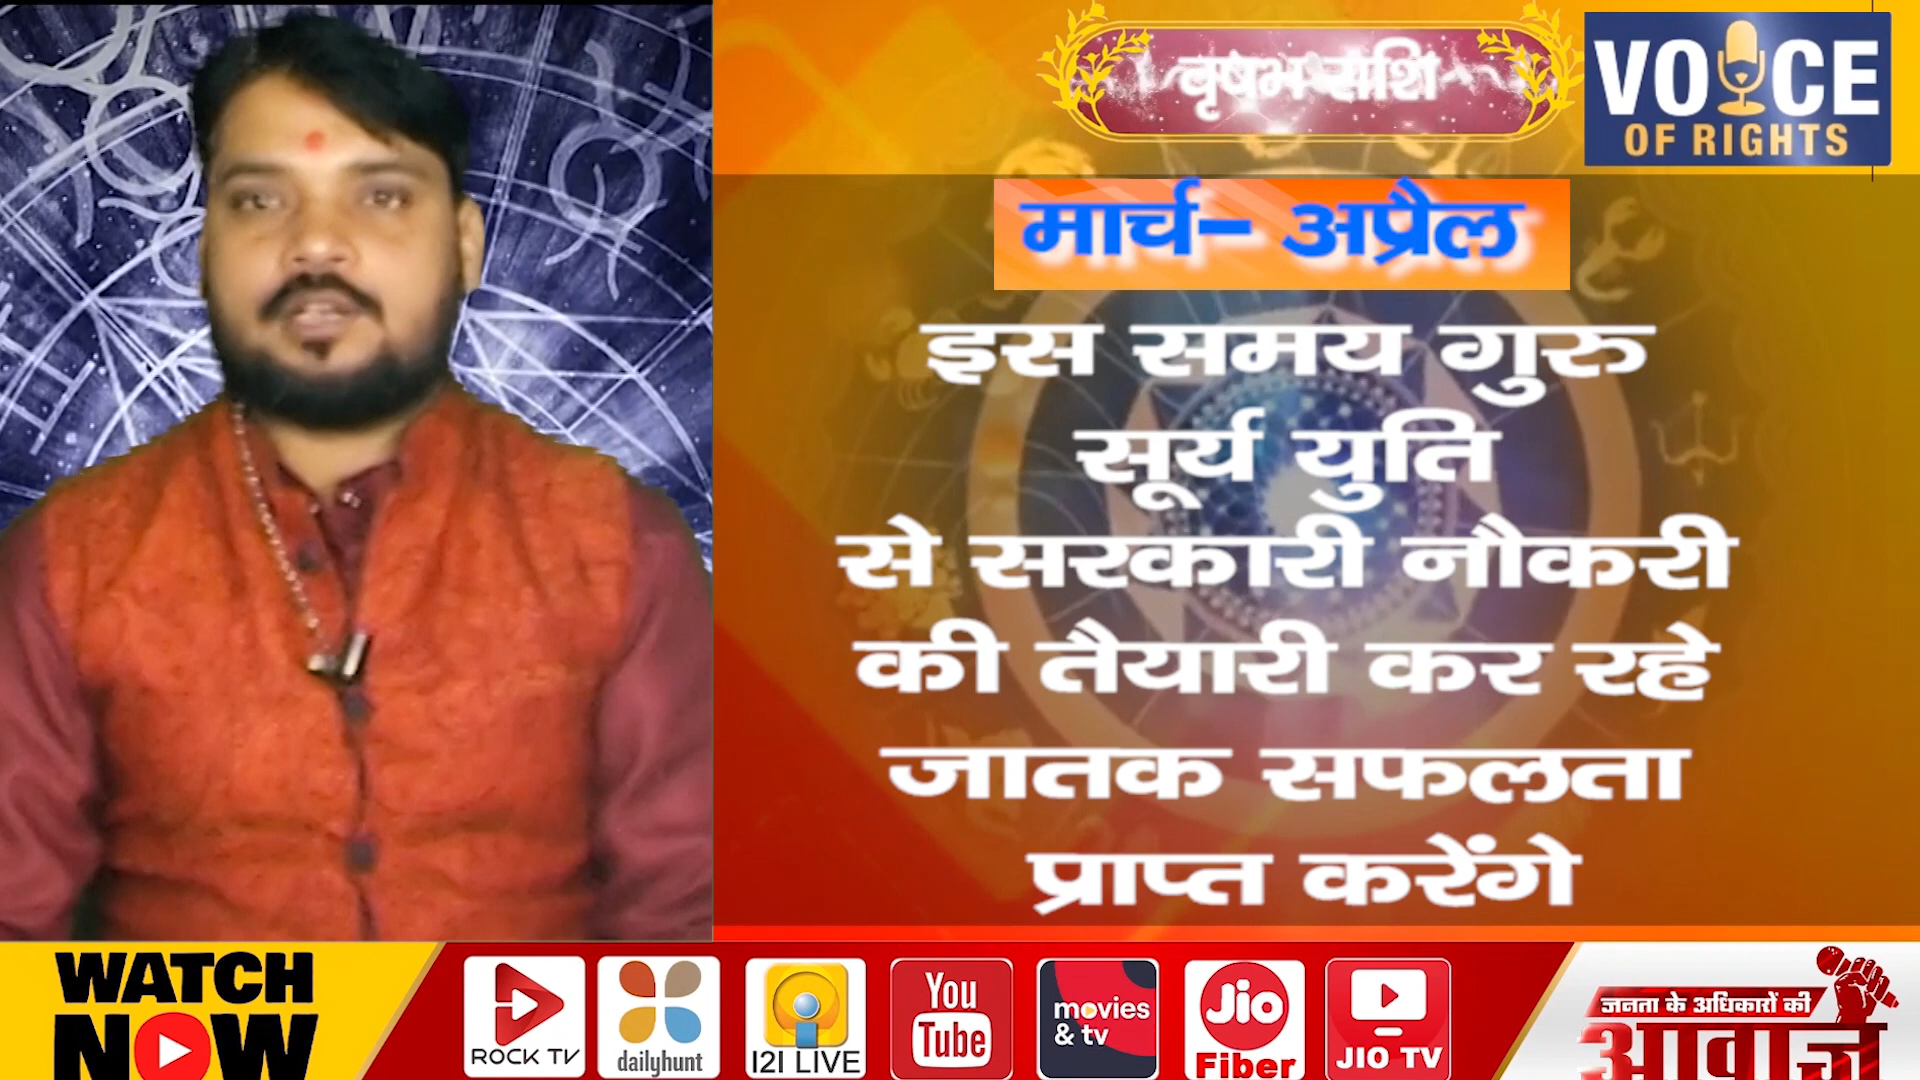 वृषभ राशि
VOICE
OF RIGHTS
मार्च- अप्रैल
इस समय गुरु
सूर्य युति
से सरकारी नौकरी
की तैयारी कर रहे
जातक सफलता
प्राप्त करेंगे
WATCH
NOW
ROCK TV
dailyhunt
I2I LIVE
You
Tube
movies
& tv
Jio
Fiber
JIO TV
जनता के अधिकारों की
आवाज